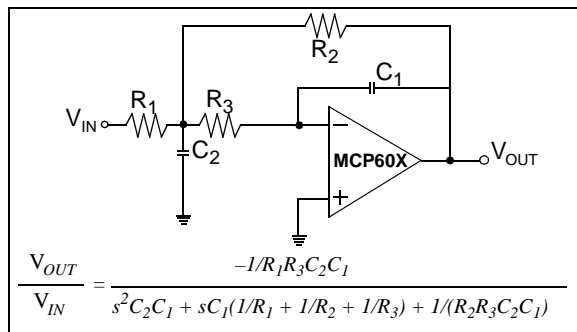 R2
C1
R1
R3
VIN
C2
−
MCP60X
+
VOUT
VOUT/VIN = −1/R1R3C2C1 / s²C2C1 + sC1(1/R1 + 1/R2 + 1/R3) + 1/(R2R3C2C1)